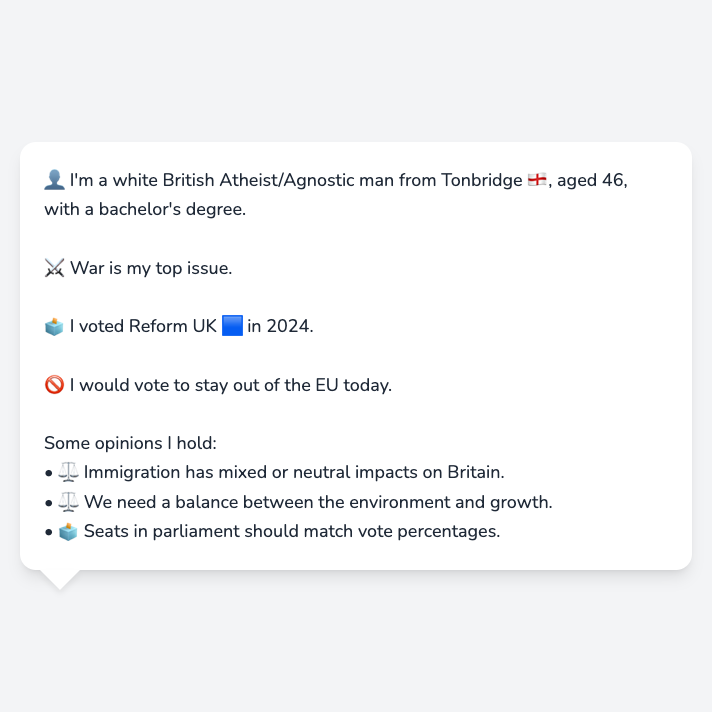 👤 I'm a white British Atheist/Agnostic man from Tonbridge 🏴󠁧󠁢󠁥󠁮󠁧󠁿, aged 46,
with a bachelor's degree.
⚔️ War is my top issue.
🗳️ I voted Reform UK 🟦 in 2024.
🚫 I would vote to stay out of the EU today.
Some opinions I hold:
• ⚖️ Immigration has mixed or neutral impacts on Britain.
• ⚖️ We need a balance between the environment and growth.
• 🗳️ Seats in parliament should match vote percentages.